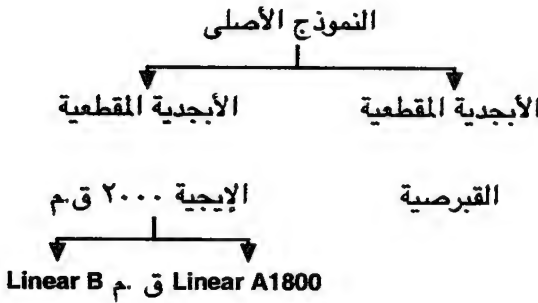 النموذج الأصلى
الأبجدية المقطعية الأبجدية المقطعية
القبرصية الإيجية ٢٠٠٠ ق.م
Linear A1800 ق .م Linear B